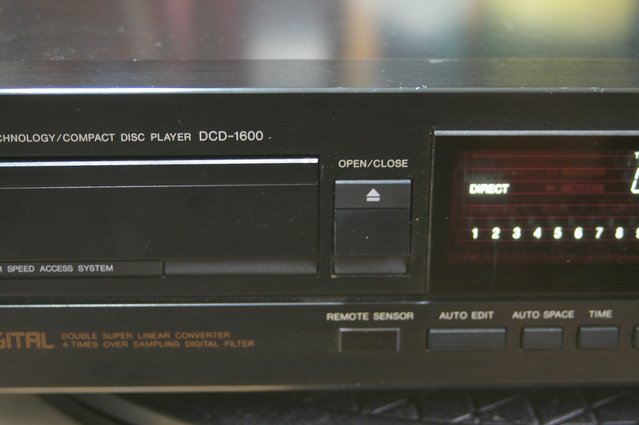 CHNOLOGY/COMPACT DISC PLAYER DCD-1600
OPEN/CLOSE
DIRECT
1 2 3 4 5 6 7 8
SPEED ACCESS SYSTEM
REMOTE SENSOR AUTO EDIT AUTO SPACE TIME
GITAL DOUBLE SUPER LINEAR CONVERTER
4 TIMES OVER SAMPLING DIGITAL FILTER